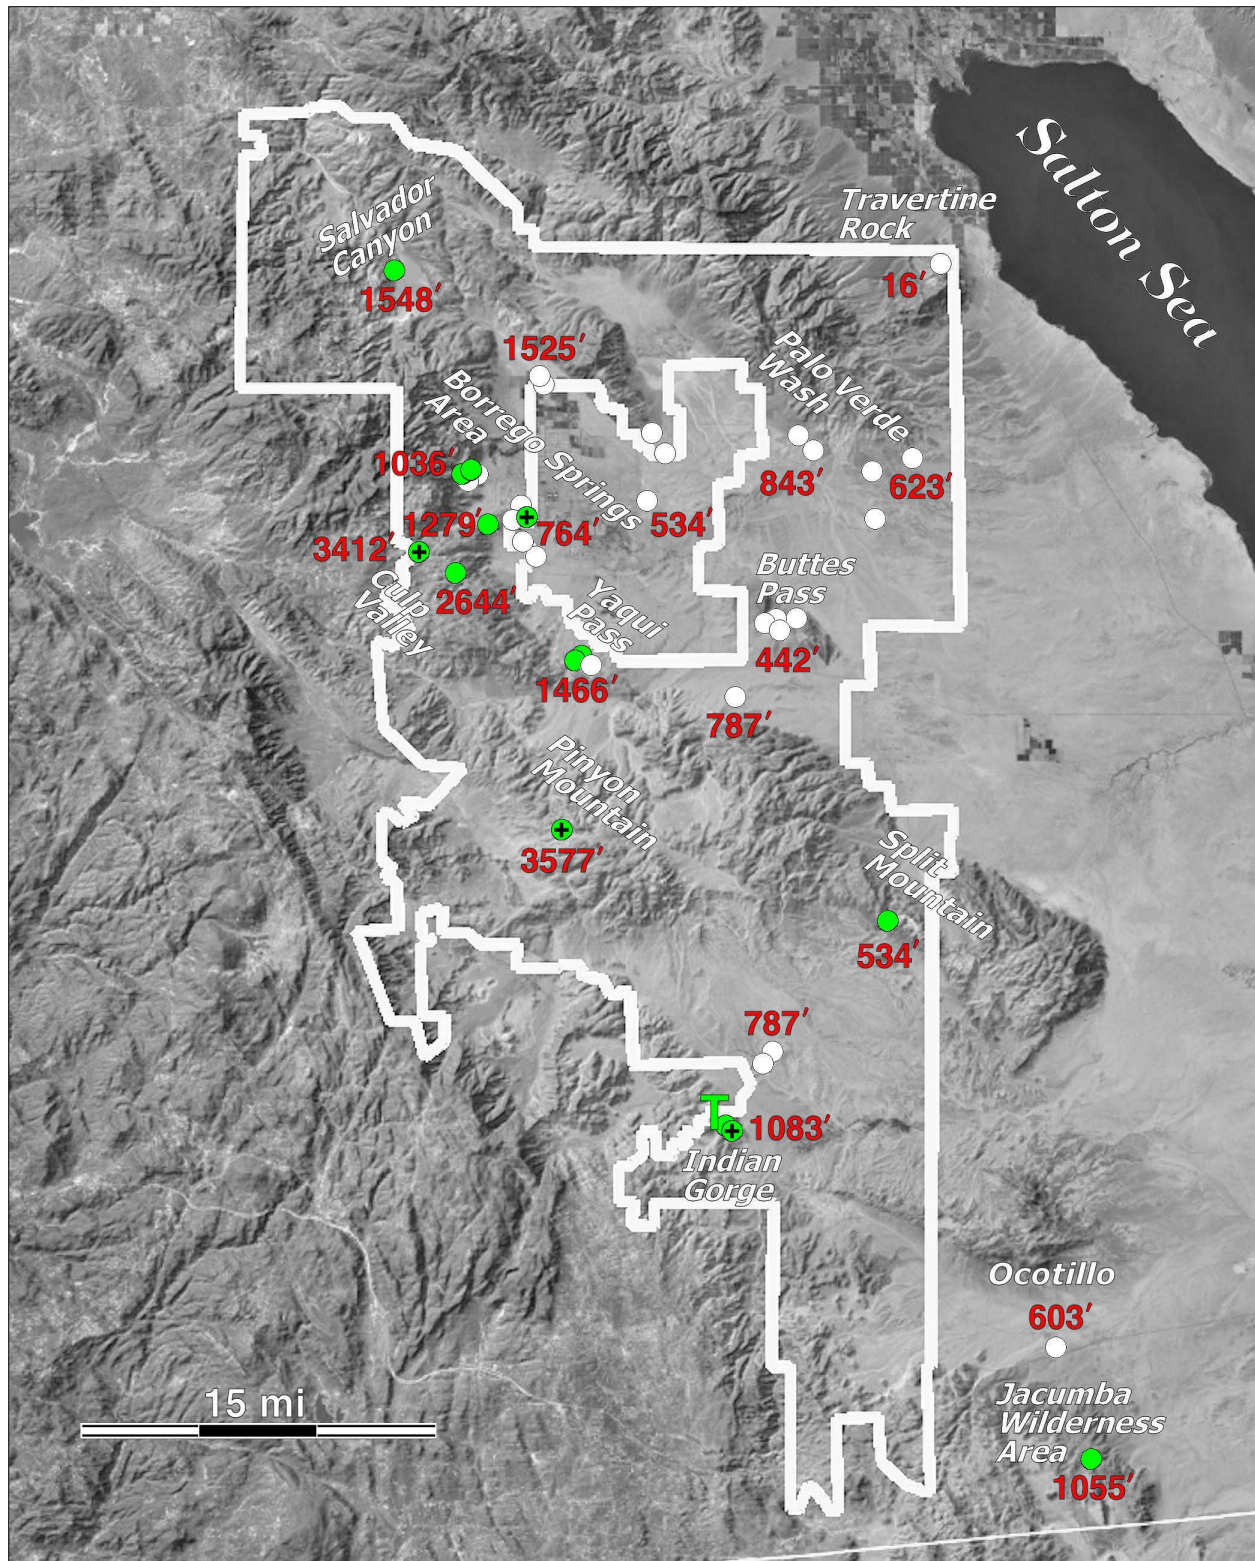 Salton Sea
Travertine
Rock
16′
Salvador
Canyon
1548′
1525′
Palo Verde
Wash
Borrego Springs
Area
1036′
843′
623′
1279′
764′
534′
3412′
Culp
Valley
2644′
Buttes
Pass
Yaqui
Pass
442′
1466′
787′
Pinyon
Mountain
3577′
Split
Mountain
534′
787′
T
1083′
Indian
Gorge
Ocotillo
603′
15 mi
Jacumba
Wilderness
Area
1055′